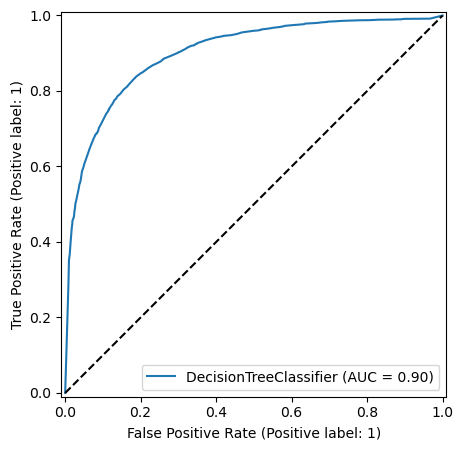 True Positive Rate (Positive label: 1)
1.0
0.8
0.6
0.4
0.2
0.0
DecisionTreeClassifier (AUC = 0.90)
0.0 0.2 0.4 0.6 0.8 1.0
False Positive Rate (Positive label: 1)